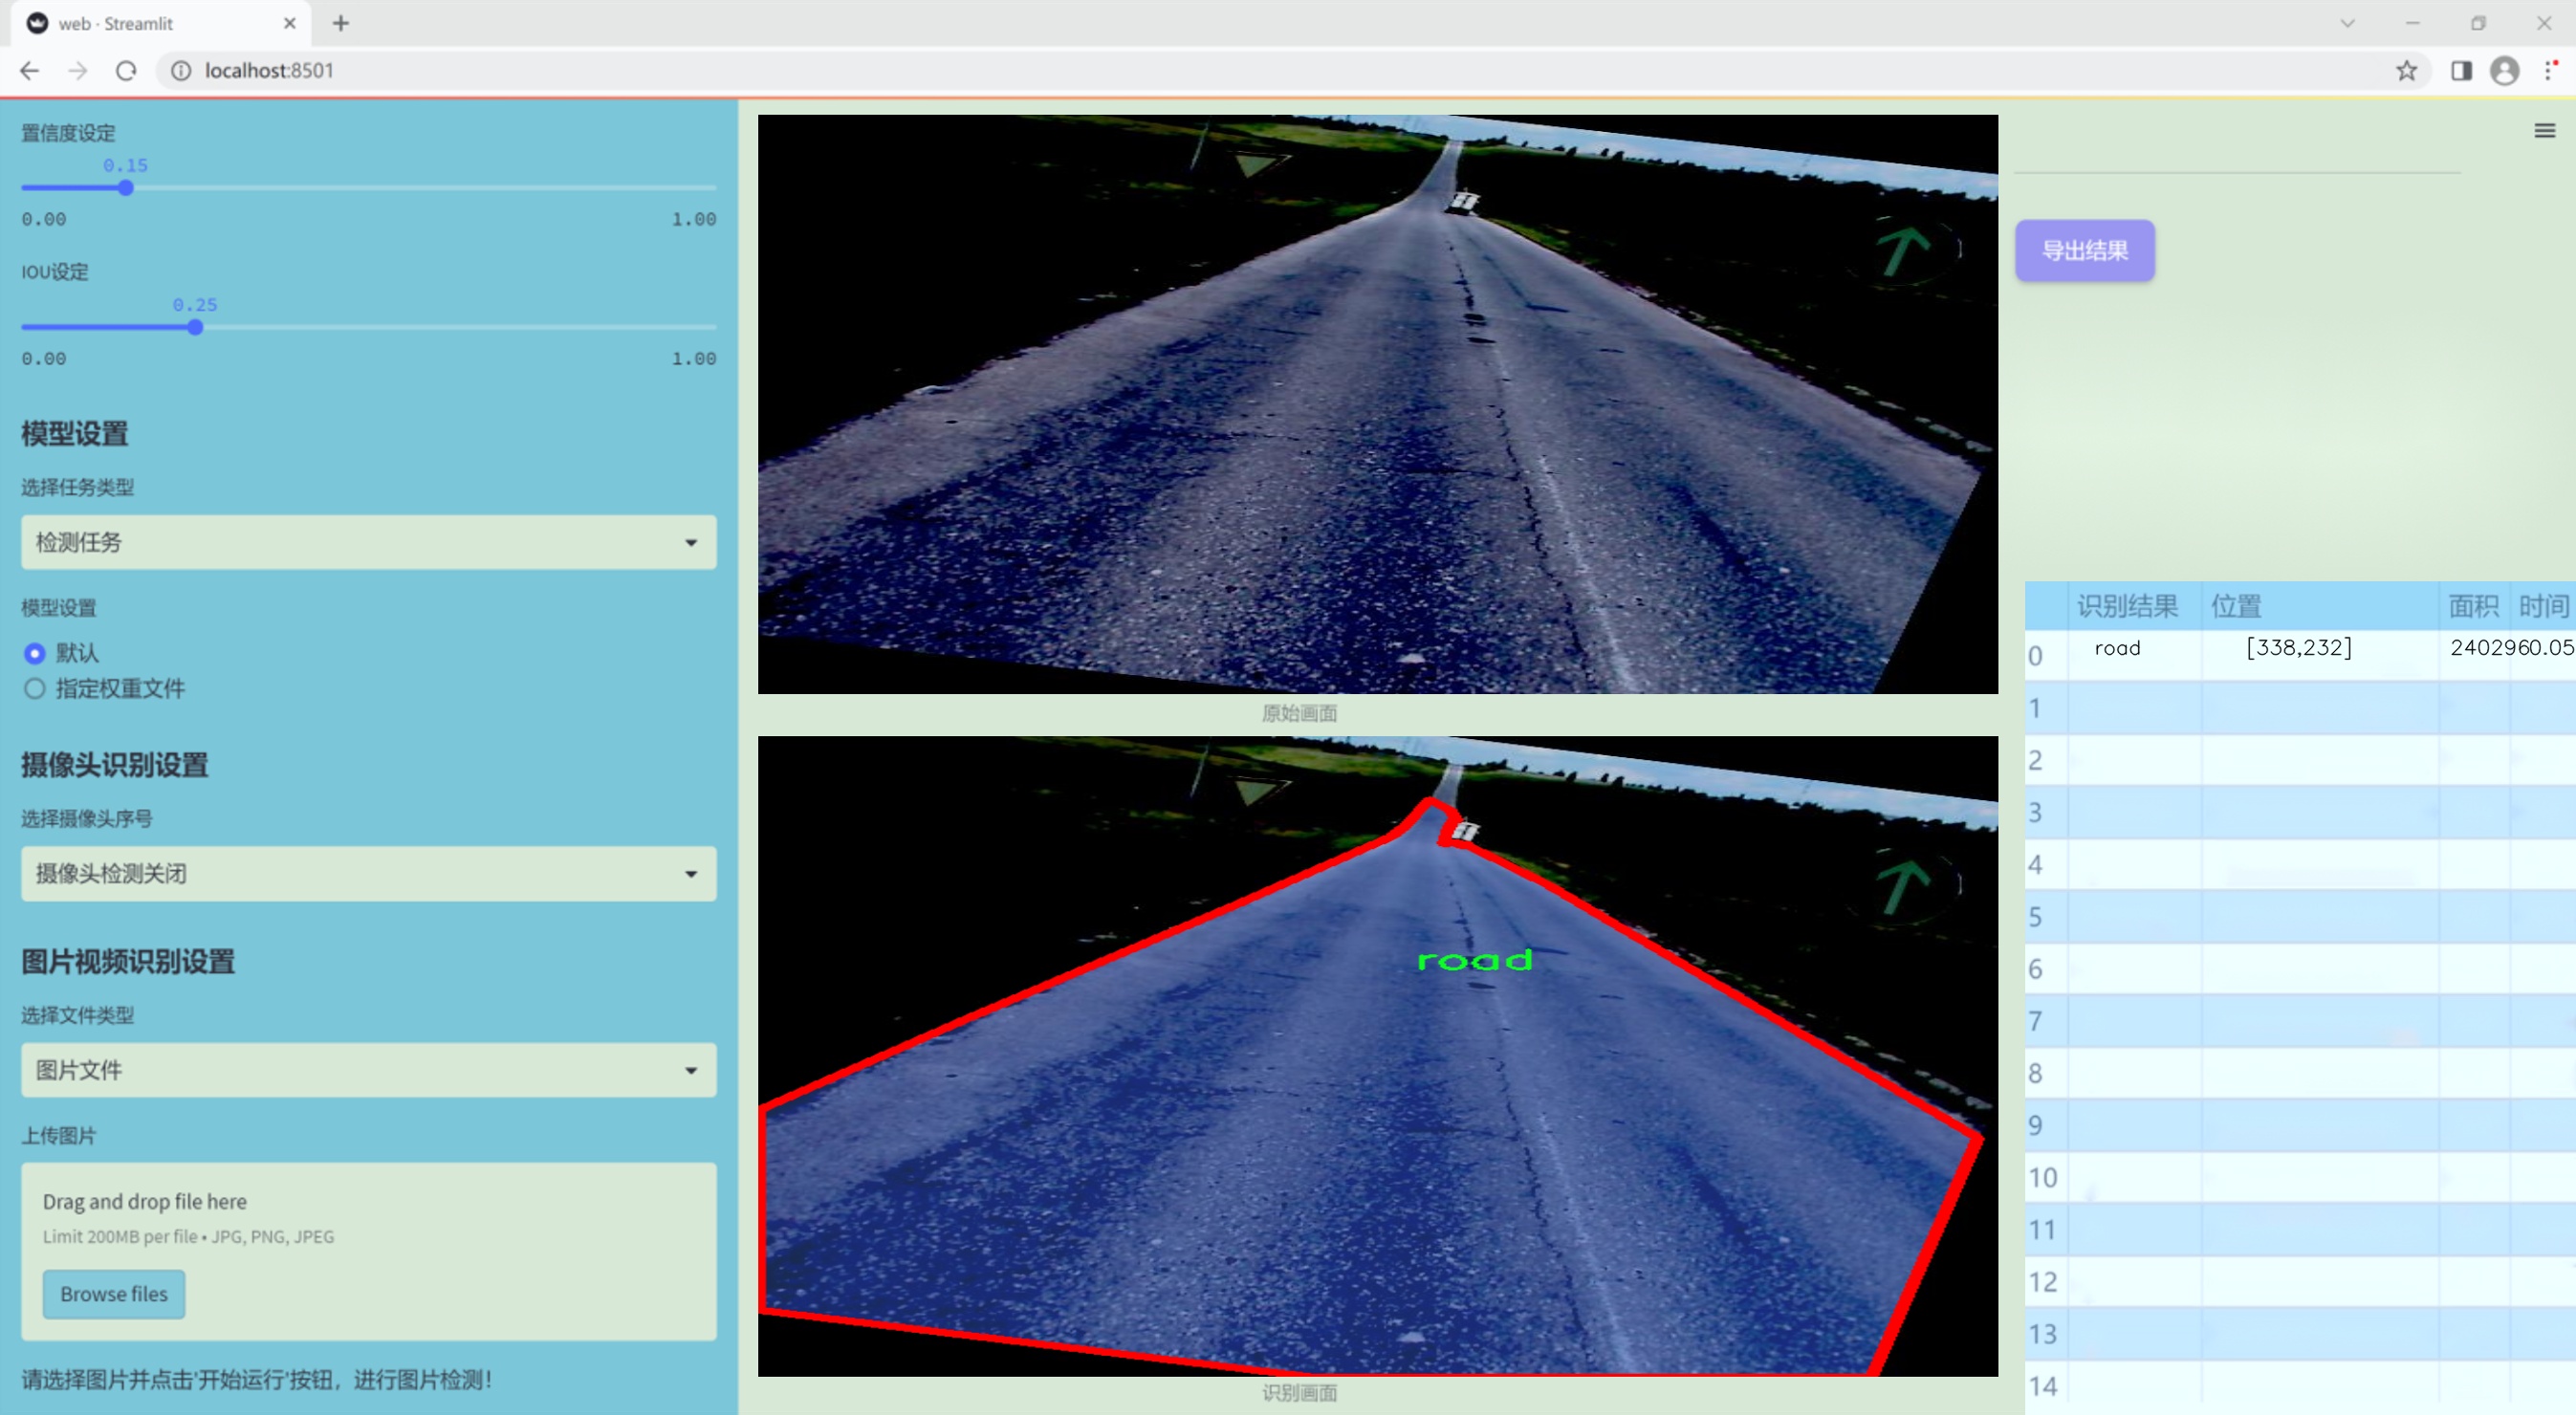 web · Streamlit
localhost:8501
置信度设定
0.15
0.00 1.00
IOU设定
0.25
0.00 1.00
模型设置
选择任务类型
检测任务
模型设置
默认
指定权重文件
摄像头识别设置
选择摄像头序号
摄像头检测关闭
图片视频识别设置
选择文件类型
图片文件
上传图片
Drag and drop file here
Limit 200MB per file • JPG, PNG, JPEG
Browse files
请选择图片并点击'开始运行'按钮，进行图片检测！
原始画面
road
识别画面
导出结果
识别结果 位置 面积 时间
0 road [338,232] 2402960.05
1
2
3
4
5
6
7
8
9
10
11
12
13
14